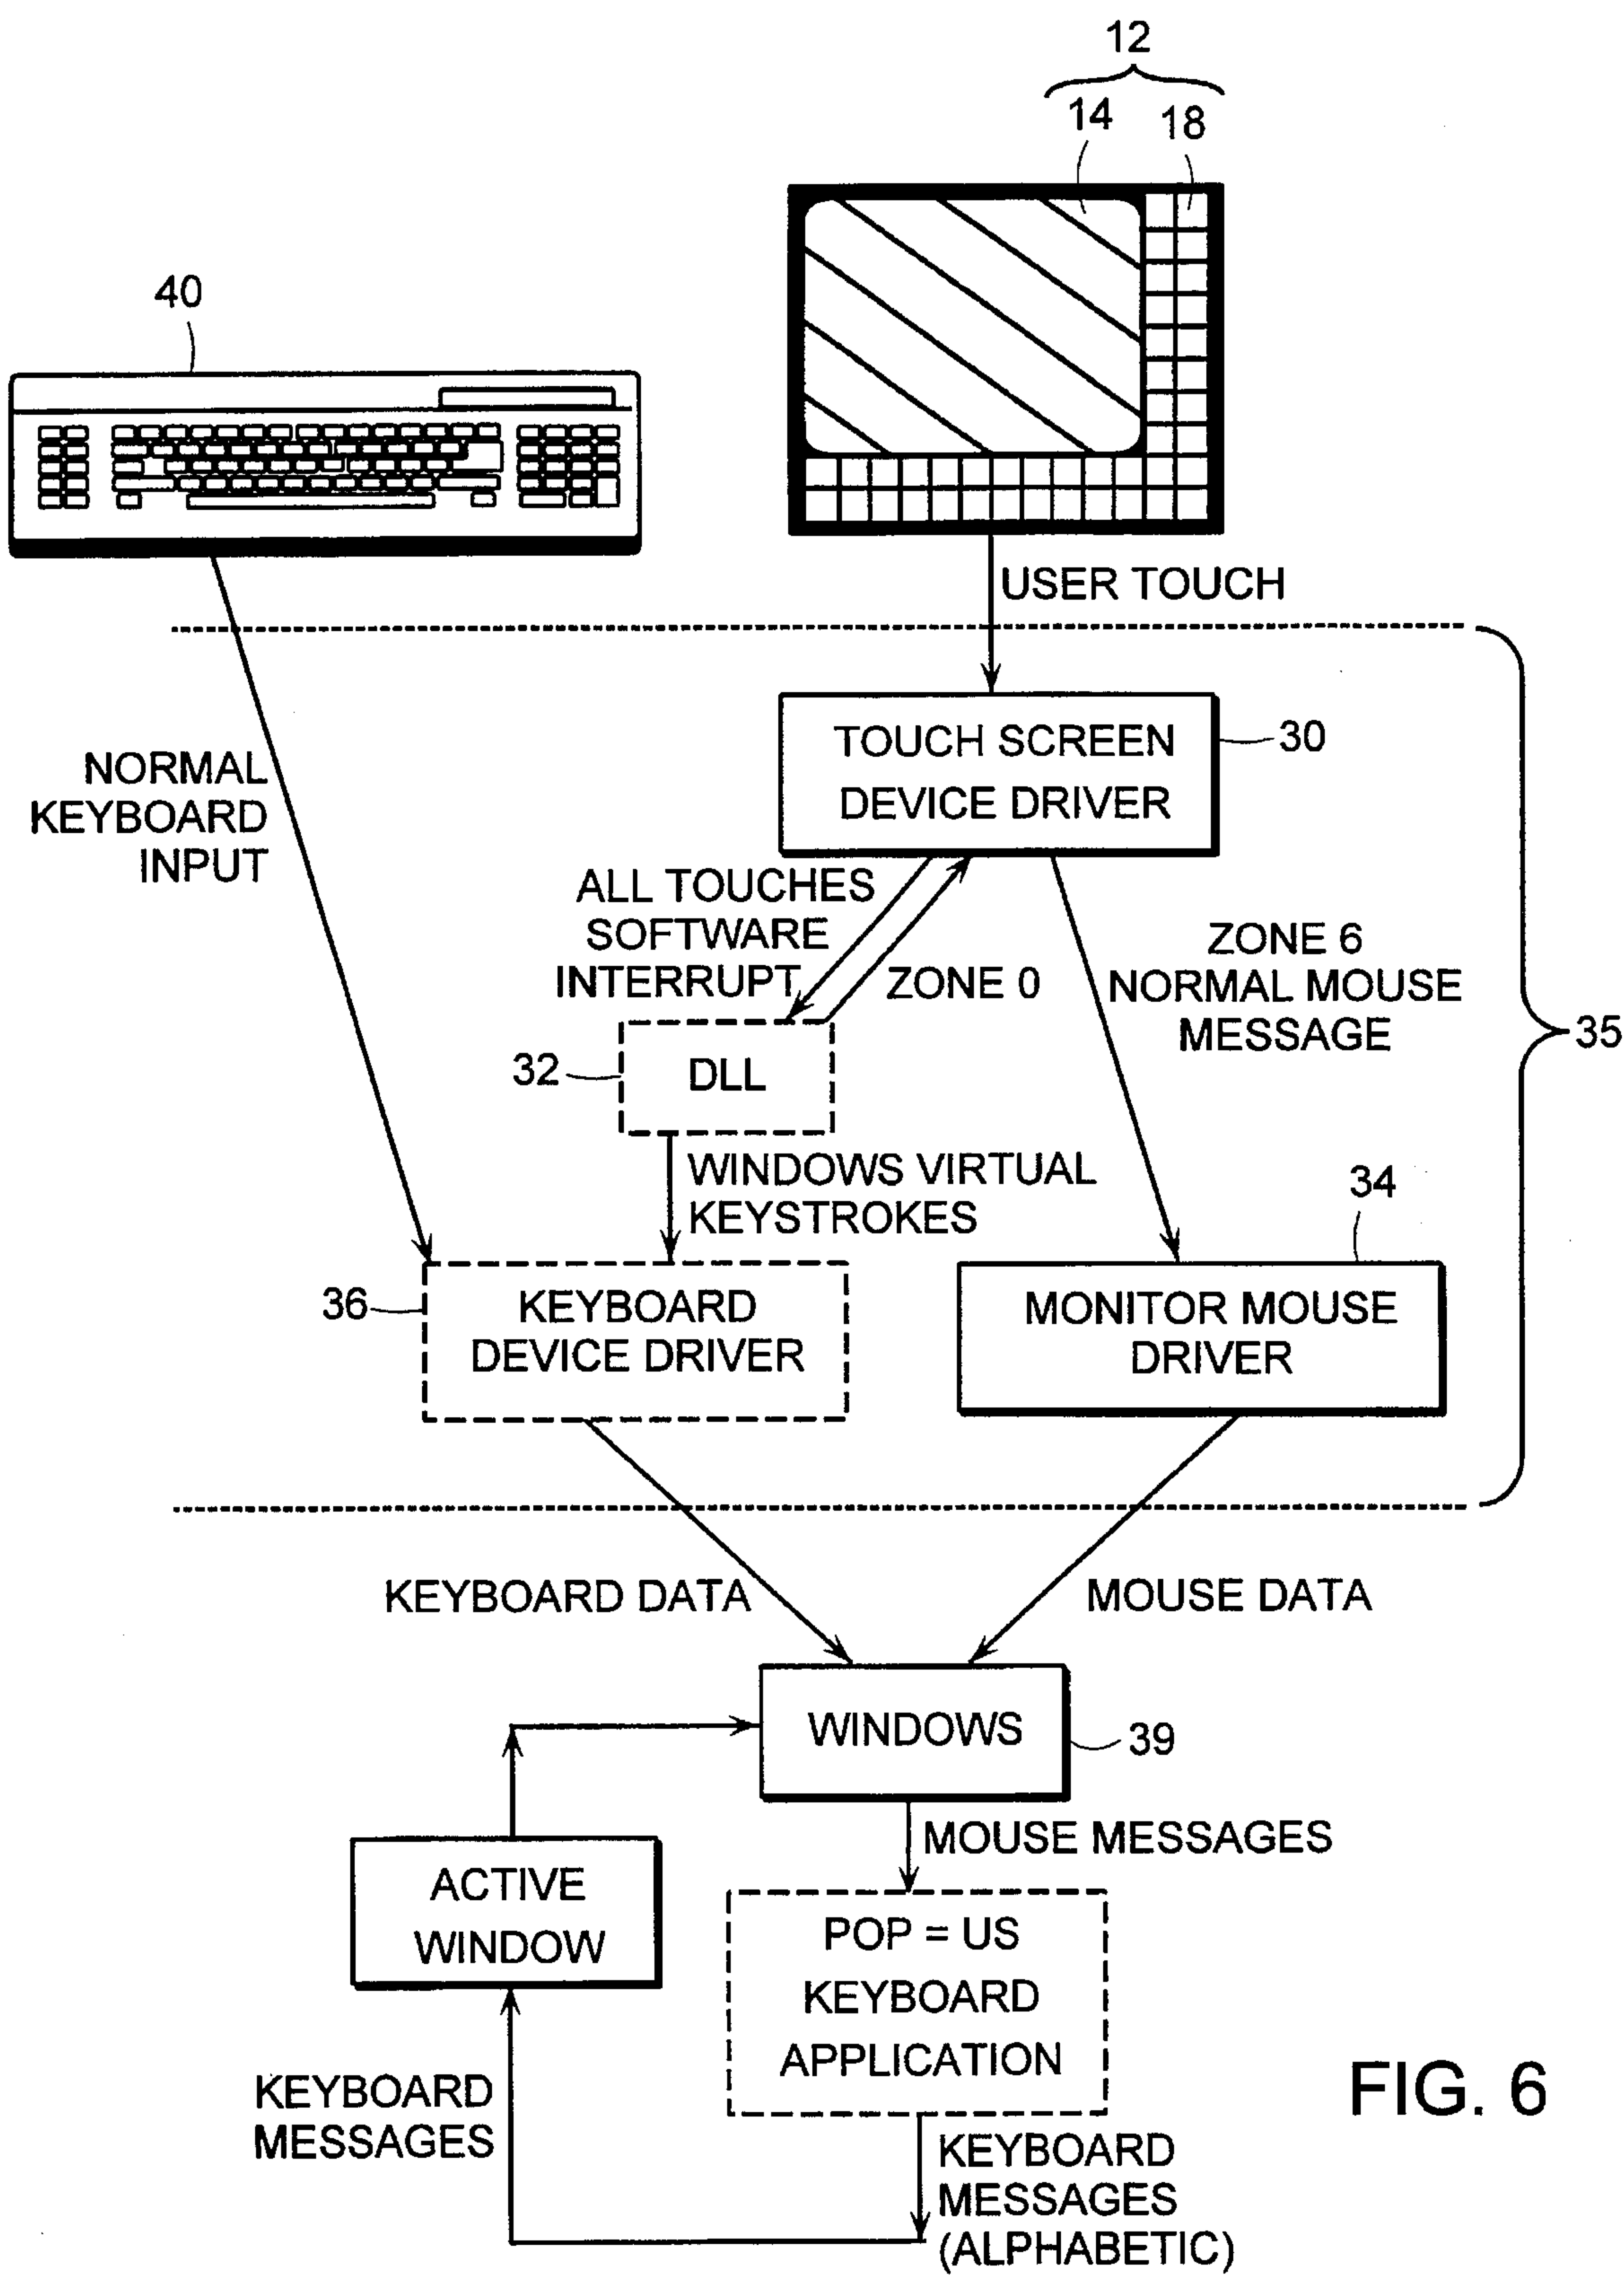 12
14
18
40
USER TOUCH
TOUCH SCREEN
DEVICE DRIVER
30
NORMAL
KEYBOARD
INPUT
ALL TOUCHES
SOFTWARE
INTERRUPT
ZONE 0
ZONE 6
NORMAL MOUSE
MESSAGE
35
32
DLL
WINDOWS VIRTUAL
KEYSTROKES
34
36
KEYBOARD
DEVICE DRIVER
MONITOR MOUSE
DRIVER
KEYBOARD DATA
MOUSE DATA
WINDOWS
39
MOUSE MESSAGES
ACTIVE
WINDOW
POP = US
KEYBOARD
APPLICATION
KEYBOARD
MESSAGES
KEYBOARD
MESSAGES
(ALPHABETIC)
FIG. 6